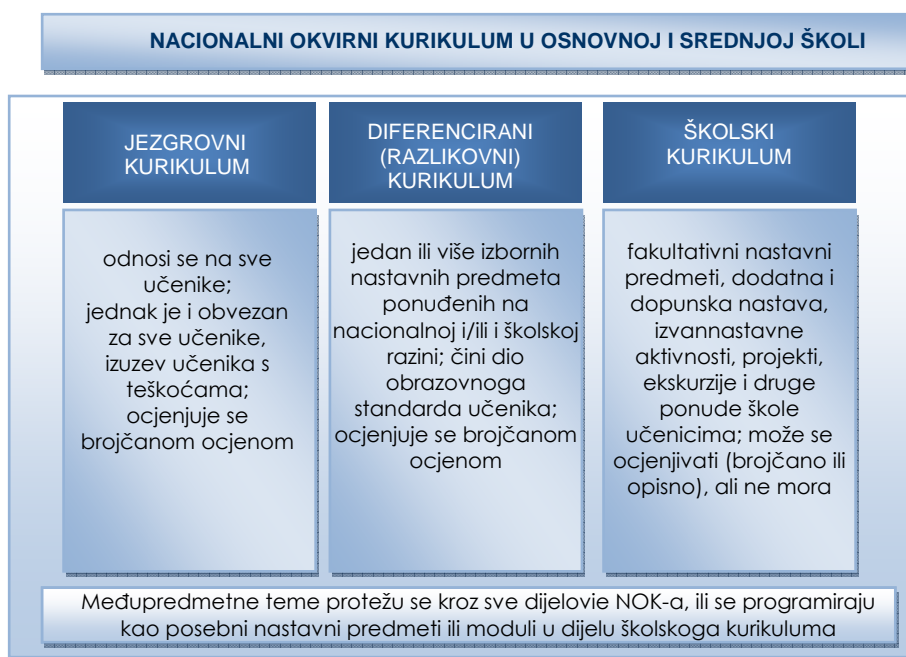 NACIONALNI OKVIRNI KURIKULUM U OSNOVNOJ I SREDNJOJ ŠKOLI
JEZGROVNI
KURIKULUM
odnosi se na sve
učenike;
jednak je i obvezan
za sve učenike,
izuzev učenika s
teškoćama;
ocjenjuje se
brojčanom ocjenom
DIFERENCIRANI
(RAZLIKOVNI)
KURIKULUM
jedan ili više izbornih
nastavnih predmeta
ponuđenih na
nacionalnoj i/ili i školskoj
razini; čini dio
obrazovnoga
standarda učenika;
ocjenjuje se brojčanom
ocjenom
ŠKOLSKI
KURIKULUM
fakultativni nastavni
predmeti, dodatna i
dopunska nastava,
izvannastavne
aktivnosti, projekti,
ekskurzije i druge
ponude škole
učenicima; može se
ocjenjivati (brojčano ili
opisno), ali ne mora
Međupredmetne teme protežu se kroz sve dijelovie NOK-a, ili se programiraju
kao posebni nastavni predmeti ili moduli u dijelu školskoga kurikuluma